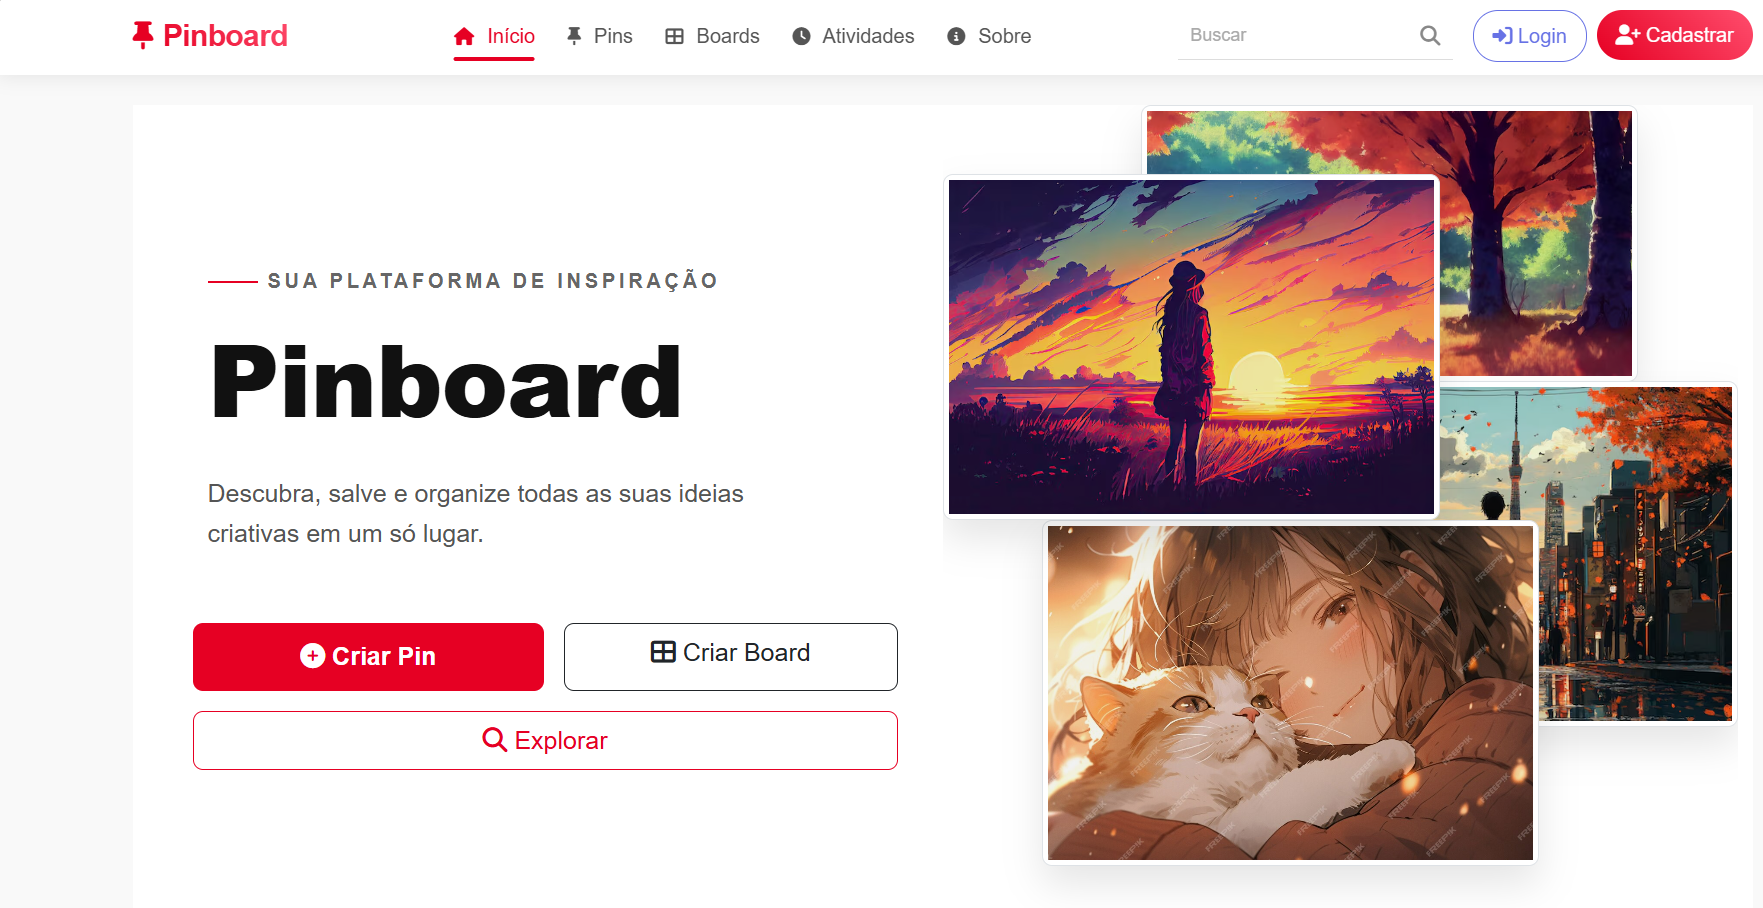 Pinboard
Início Pins Boards Atividades Sobre
Buscar
Login
Cadastrar
SUA PLATAFORMA DE INSPIRAÇÃO
Pinboard
Descubra, salve e organize todas as suas ideias
criativas em um só lugar.
Criar Pin
Criar Board
Explorar
FREEPIK